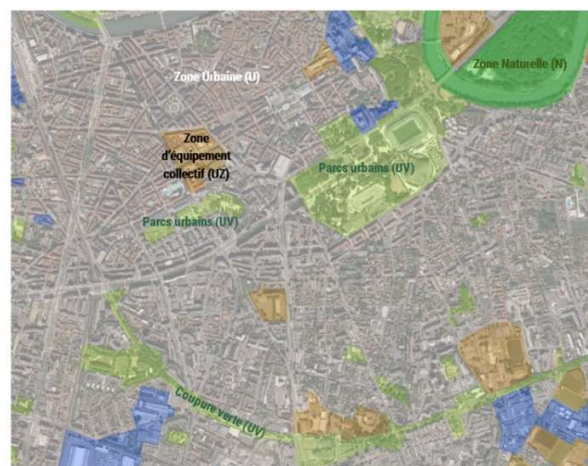 Zone Urbaine (U)
Zone Naturelle (N)
Zone
d'équipement
collectif (UZ)
Parcs urbains (UV)
Parcs urbains (UV)
Coupure verte (UV)